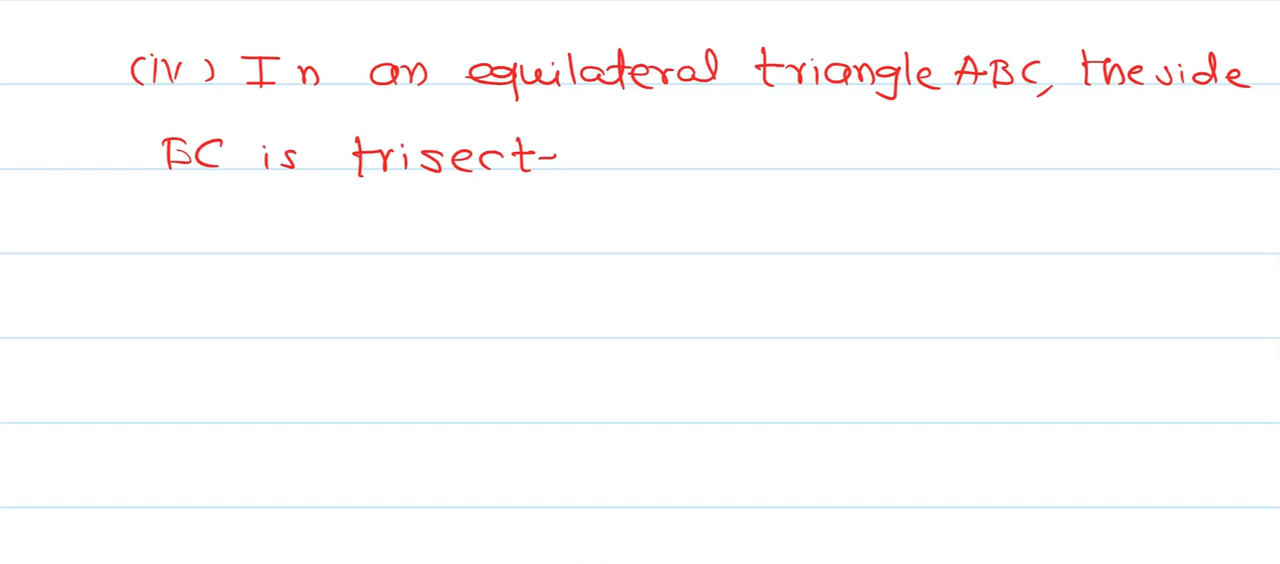 (iv) In an equilateral triangle ABC, the side
BC is trisect-